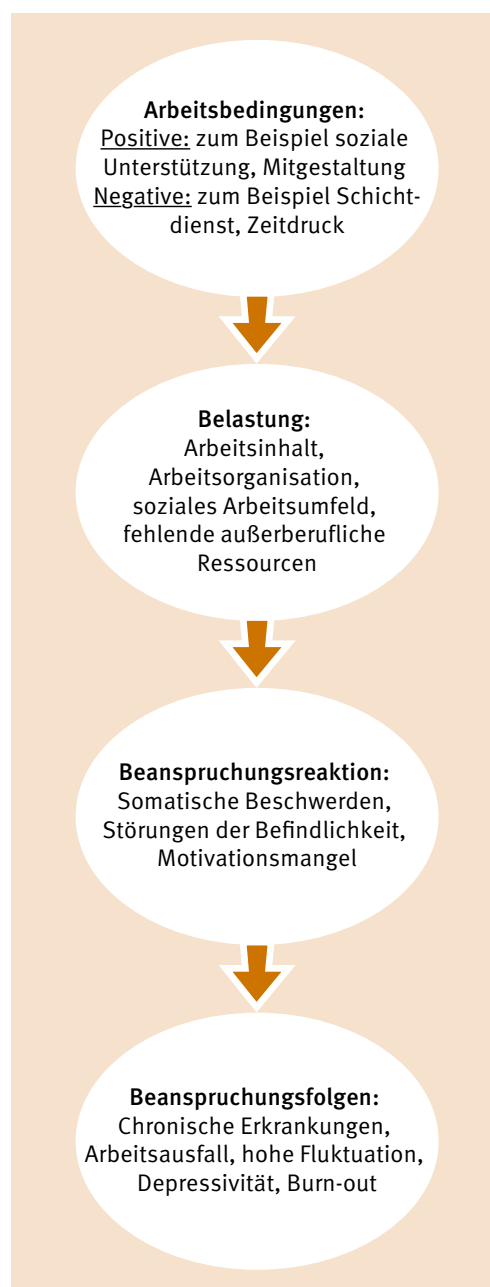 Arbeitsbedingungen:
Positive: zum Beispiel soziale
Unterstützung, Mitgestaltung
Negative: zum Beispiel Schicht-
dienst, Zeitdruck
Belastung:
Arbeitsinhalt,
Arbeitsorganisation,
soziales Arbeitsumfeld,
fehlende außerberufliche
Ressourcen
Beanspruchungsreaktion:
Somatische Beschwerden,
Störungen der Befindlichkeit,
Motivationsmangel
Beanspruchungsfolgen:
Chronische Erkrankungen,
Arbeitsausfall, hohe Fluktuation,
Depressivität, Burn-out